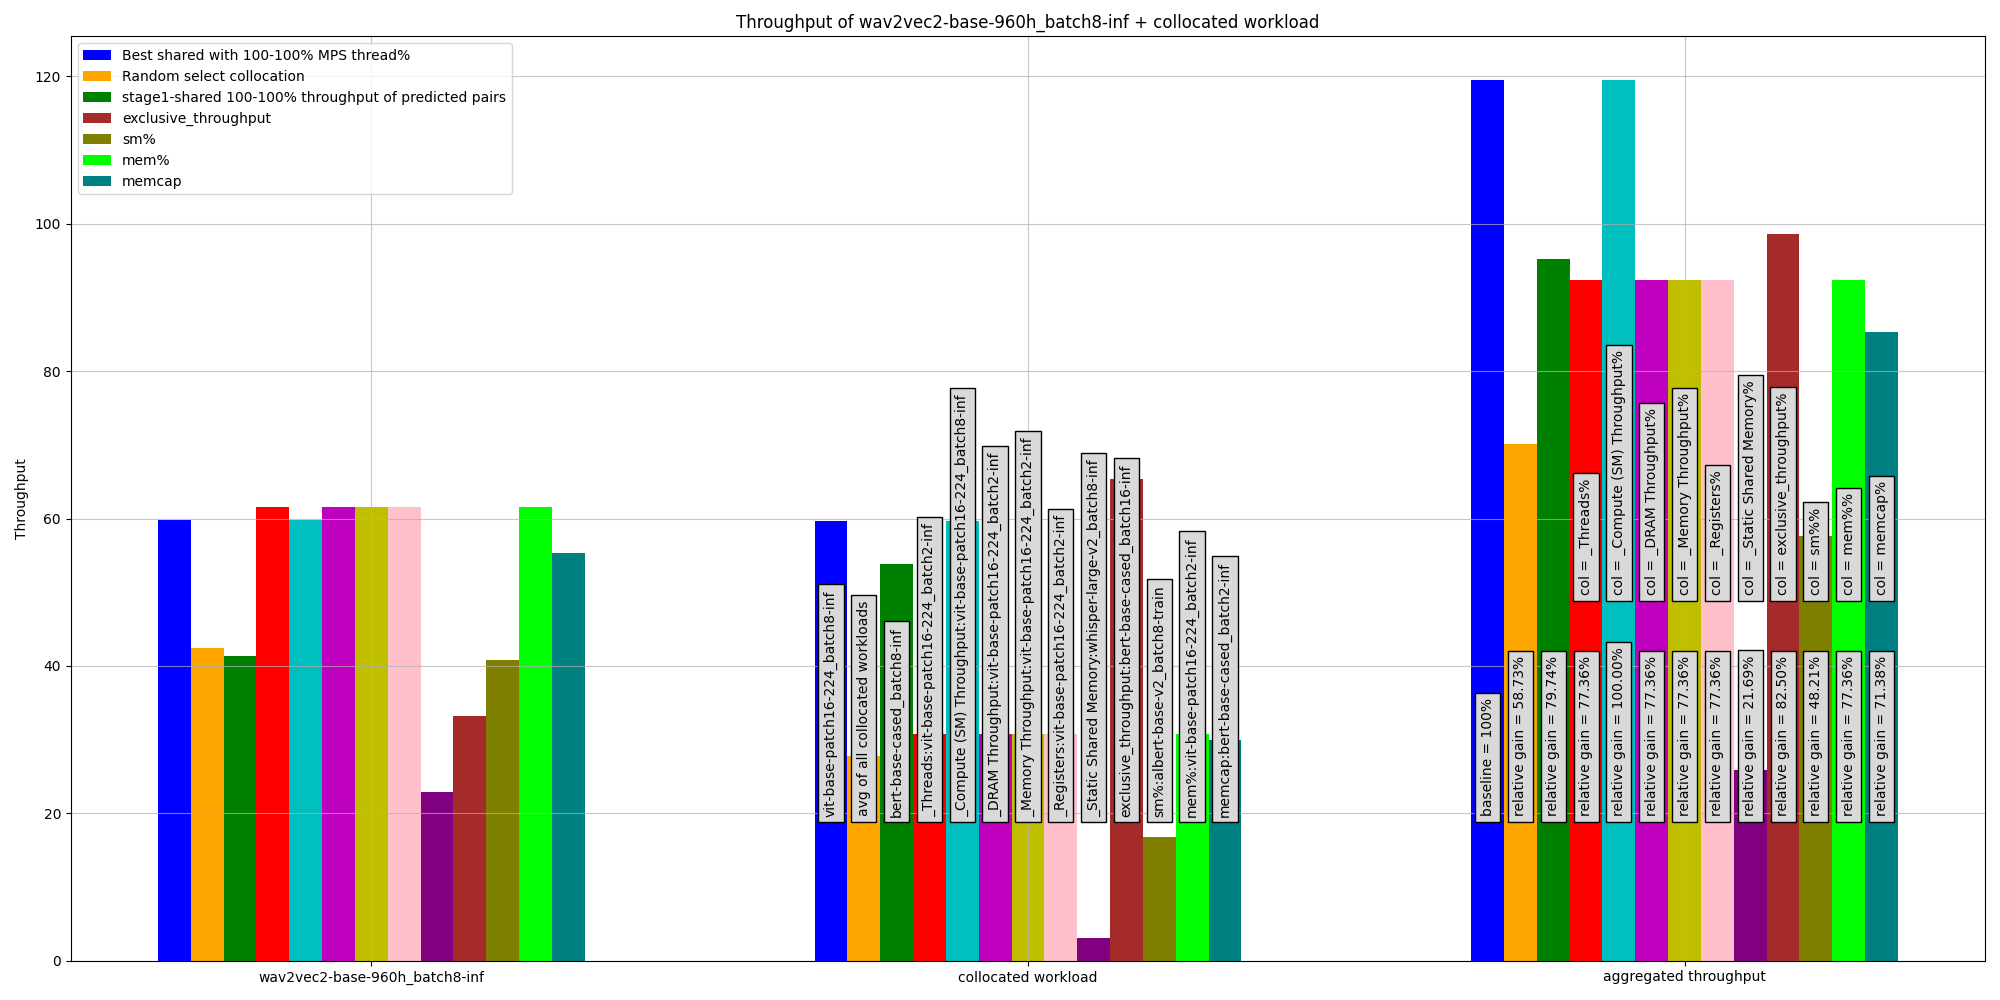 Throughput of wav2vec2-base-960h_batch8-inf + collocated workload
Best shared with 100-100% MPS thread%
Random select collocation
stage1-shared 100-100% throughput of predicted pairs
exclusive_throughput
sm%
mem%
memcap
Throughput
120
100
80
60
40
20
0
vit-base-patch16-224_batch8-inf
avg of all collocated workloads
bert-base-cased_batch8-inf
_Threads:vit-base-patch16-224_batch2-inf
_Compute (SM) Throughput:vit-base-patch16-224_batch8-inf
_DRAM Throughput:vit-base-patch16-224_batch2-inf
_Memory Throughput:vit-base-patch16-224_batch2-inf
_Registers:vit-base-patch16-224_batch2-inf
_Static Shared Memory:whisper-large-v2_batch8-inf
exclusive_throughput:bert-base-cased_batch16-inf
sm%:albert-base-v2_batch8-train
mem%:vit-base-patch16-224_batch2-inf
memcap:bert-base-cased_batch2-inf
col = _Threads%
col = _Compute (SM) Throughput%
col = _DRAM Throughput%
col = _Memory Throughput%
col = _Registers%
col = _Static Shared Memory%
col = exclusive_throughput%
col = sm%%
col = mem%%
col = memcap%
baseline = 100%
relative gain = 58.73%
relative gain = 79.74%
relative gain = 77.36%
relative gain = 100.00%
relative gain = 77.36%
relative gain = 77.36%
relative gain = 77.36%
relative gain = 21.69%
relative gain = 82.50%
relative gain = 48.21%
relative gain = 77.36%
relative gain = 71.38%
wav2vec2-base-960h_batch8-inf
collocated workload
aggregated throughput